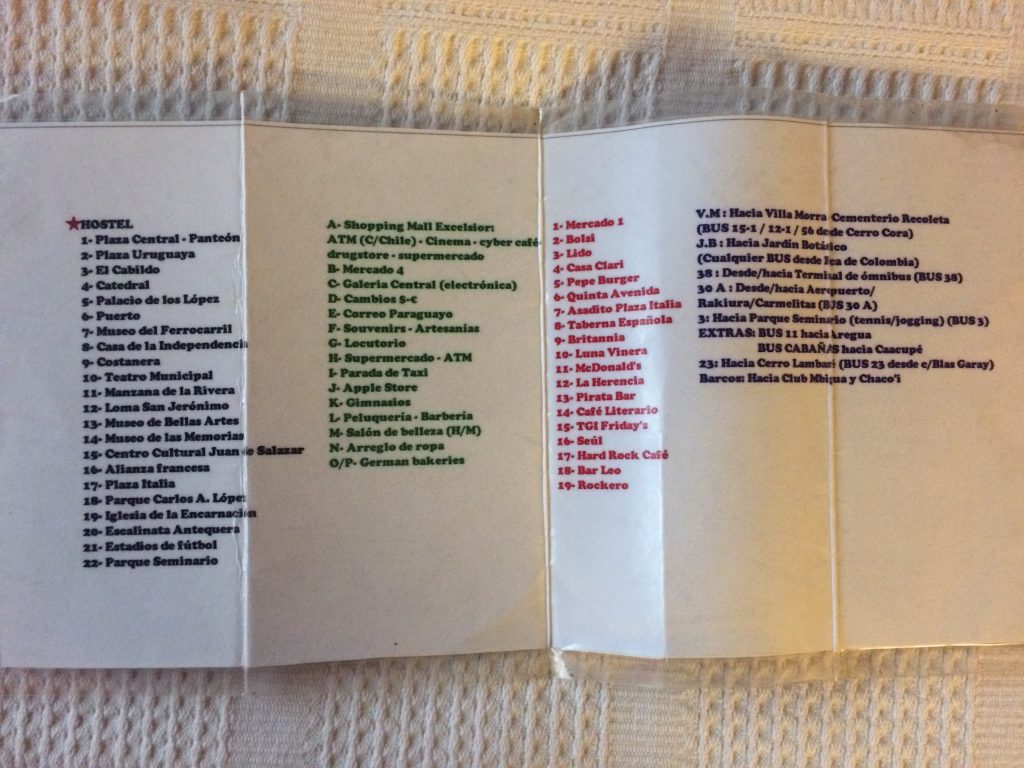 HOSTEL
1- Plaza Central - Panteón
2- Plaza Uruguaya
3- El Cabildo
4- Catedral
5- Palacio de los López
6- Puerto
7- Museo del Ferrocarril
8- Casa de la Independencia
9- Costanera
10- Teatro Municipal
11- Manzana de la Rivera
12- Loma San Jerónimo
13- Museo de Bellas Artes
14- Museo de las Memorias
15- Centro Cultural Juan de Salazar
16- Alianza francesa
17- Plaza Italia
18- Parque Carlos A. López
19- Iglesia de la Encarnación
20- Escalinata Antequera
21- Estadios de fútbol
22- Parque Seminario
A- Shopping Mall Excelsior:
ATM (C/Chile) - Cinema - cyber café
drugstore - supermercado
B- Mercado 4
C- Galeria Central (electrónica)
D- Cambios $-€
E- Correo Paraguayo
F- Souvenirs - Artesanias
G- Locutorio
H- Supermercado - ATM
I- Parada de Taxi
J- Apple Store
K- Gimnasios
L- Peluqueria - Barberia
M- Salón de belleza (H/M)
N- Arreglo de ropa
O/P- German bakeries
1- Mercado 1
2- Bolsi
3- Lido
4- Casa Clari
5- Pepe Burger
6- Quinta Avenida
7- Asadito Plaza Italia
8- Taberna Española
9- Britannia
10- Luna Vinera
11- McDonald's
12- La Herencia
13- Pirata Bar
14- Café Literario
15- TGI Friday's
16- Seúl
17- Hard Rock Café
18- Bar Leo
19- Rockero
V.M : Hacia Villa Morra Cementerio Recoleta
(BUS 15-1 / 12-1 / 56 desde Cerro Cora)
J.B : Hacia Jardín Botánico
(Cualquier BUS desde Ica de Colombia)
38 : Desde/hacia Terminal de ómnibus (BUS 38)
30 A : Desde/hacia Aeropuerto/
Rakiura/Carmelitas (BUS 30 A)
3: Hacia Parque Seminario (tennis/jogging) (BUS 3)
EXTRAS: BUS 11 hacia Aregua
BUS CABAÑAS hacia Caacupé
23: Hacia Cerro Lambaré (BUS 23 desde c/Blas Garay)
Barcos: Hacia Club Mbigua y Chaco'i